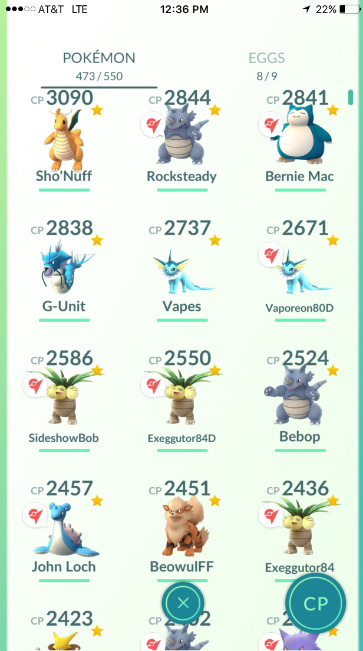 AT&T LTE 12:36 PM 22%
POKÉMON EGGS
473 / 550 8 / 9
CP 3090 CP 2844 CP 2841
Sho'Nuff Rocksteady Bernie Mac
CP 2838 CP 2737 CP 2671
G-Unit Vapes Vaporeon80D
CP 2586 CP 2550 CP 2524
SideshowBob Exeggutor84D Bebop
CP 2457 CP 2451 CP 2436
John Loch BeowulFF Exeggutor84
CP 2423 CP CP
CP